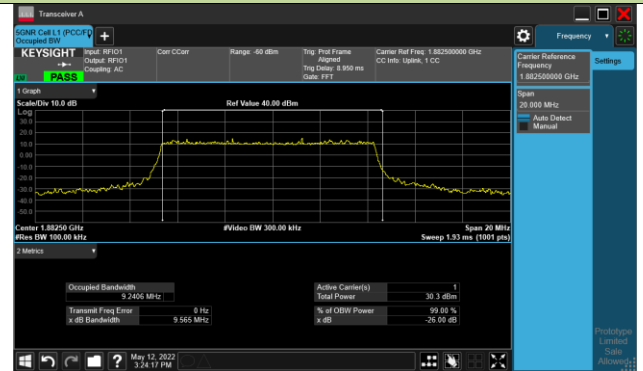 Transceiver A
5GNR Cell L1 (PCC/FD
Occupied BW
Frequency
KEYSIGHT
Input: RFIO1
Output: RFIO1
Coupling: AC
Corr CCorr
Range: -60 dBm
Trig: Prot Frame
Aligned
Trig Delay: 8.950 ms
Gate: FFT
Carrier Ref Freq: 1.882500000 GHz
CC Info: Uplink, 1 CC
PASS
Carrier Reference
Frequency
1.882500000 GHz
Settings
Span
20.000 MHz
Auto Detect
Manual
1 Graph
Scale/Div 10.0 dB
Ref Value 40.00 dBm
Log
30.0
20.0
10.0
0.00
-10.0
-20.0
-30.0
-40.0
-50.0
Center 1.88250 GHz
#Video BW 300.00 kHz
Span 20 MHz
#Res BW 100.00 kHz
Sweep 1.93 ms (1001 pts)
2 Metrics
Occupied Bandwidth
9.2406 MHz
Transmit Freq Error 0 Hz
x dB Bandwidth 9.565 MHz
Active Carrier(s) 1
Total Power 30.3 dBm
% of OBW Power 99.00 %
x dB -26.00 dB
Prototype
Limited
Sale
Allowed
May 12, 2022
3:24:17 PM